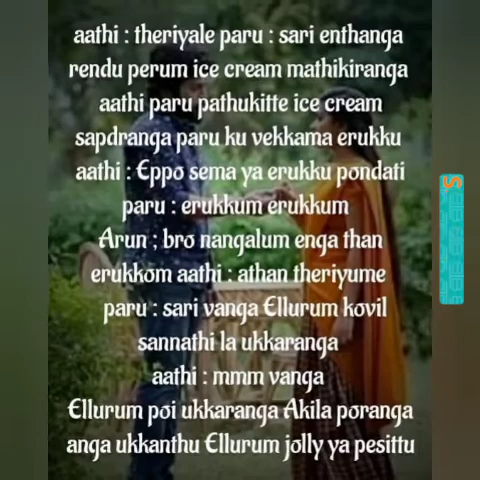 aathi : theriyale paru : sari enthanga
rendu perum ice cream mathikiranga
aathi paru pathukitte ice cream
sapdranga paru ku vekkama erukku
aathi : Eppo sema ya erukku pondati
paru : erukkum erukkum
Arun ; bro nangalum enga than
erukkom aathi : athan theriyume
paru : sari vanga Ellurum kovil
sannathi la ukkaranga
aathi : mmm vanga
Ellurum poi ukkaranga Akila poranga
anga ukkanthu Ellurum jolly ya pesittu